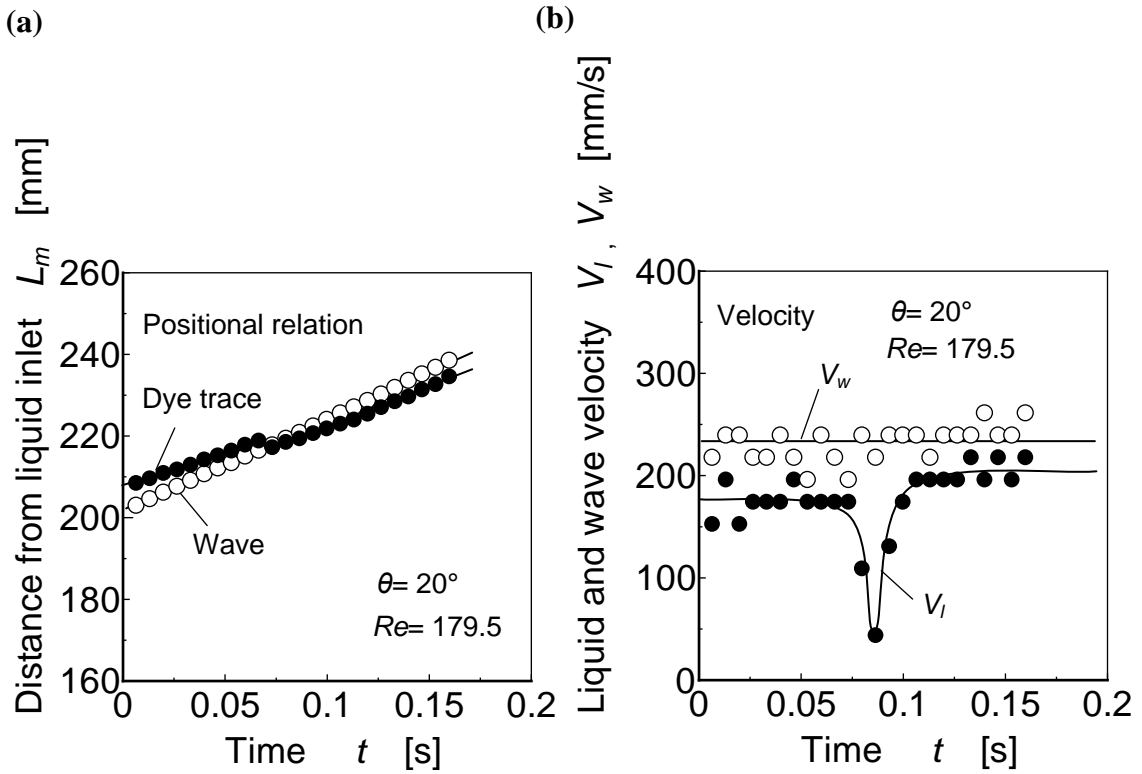 (a)
Distance from liquid inlet L_m [mm]
260
240
220
200
180
160
Positional relation
Dye trace
Wave
θ= 20°
Re= 179.5
0 0.05 0.1 0.15 0.2
Time t [s]
(b)
Liquid and wave velocity V_l , V_w [mm/s]
400
300
200
100
0
Velocity
θ= 20°
Re= 179.5
V_w
V_l
0 0.05 0.1 0.15 0.2
Time t [s]